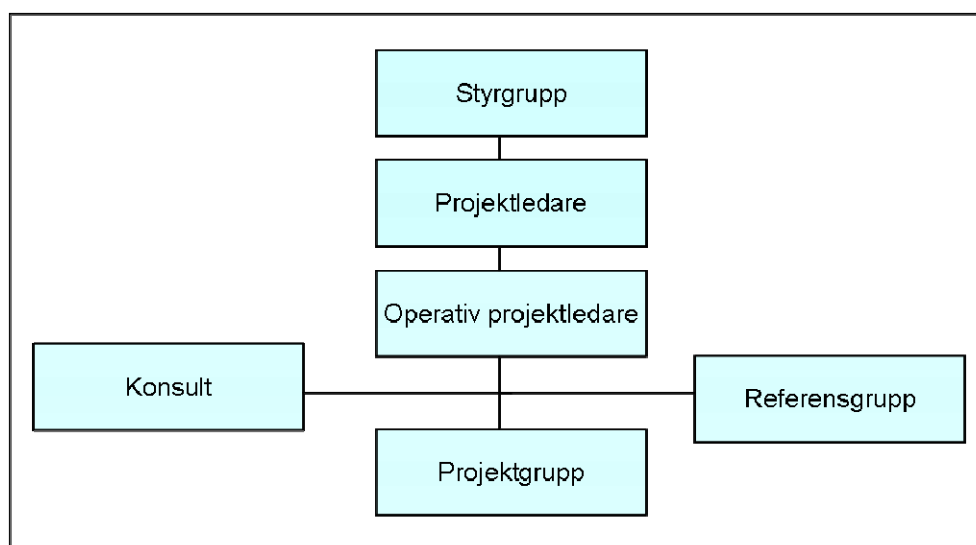 Styrgrupp
Projektledare
Operativ projektledare
Konsult
Referensgrupp
Projektgrupp